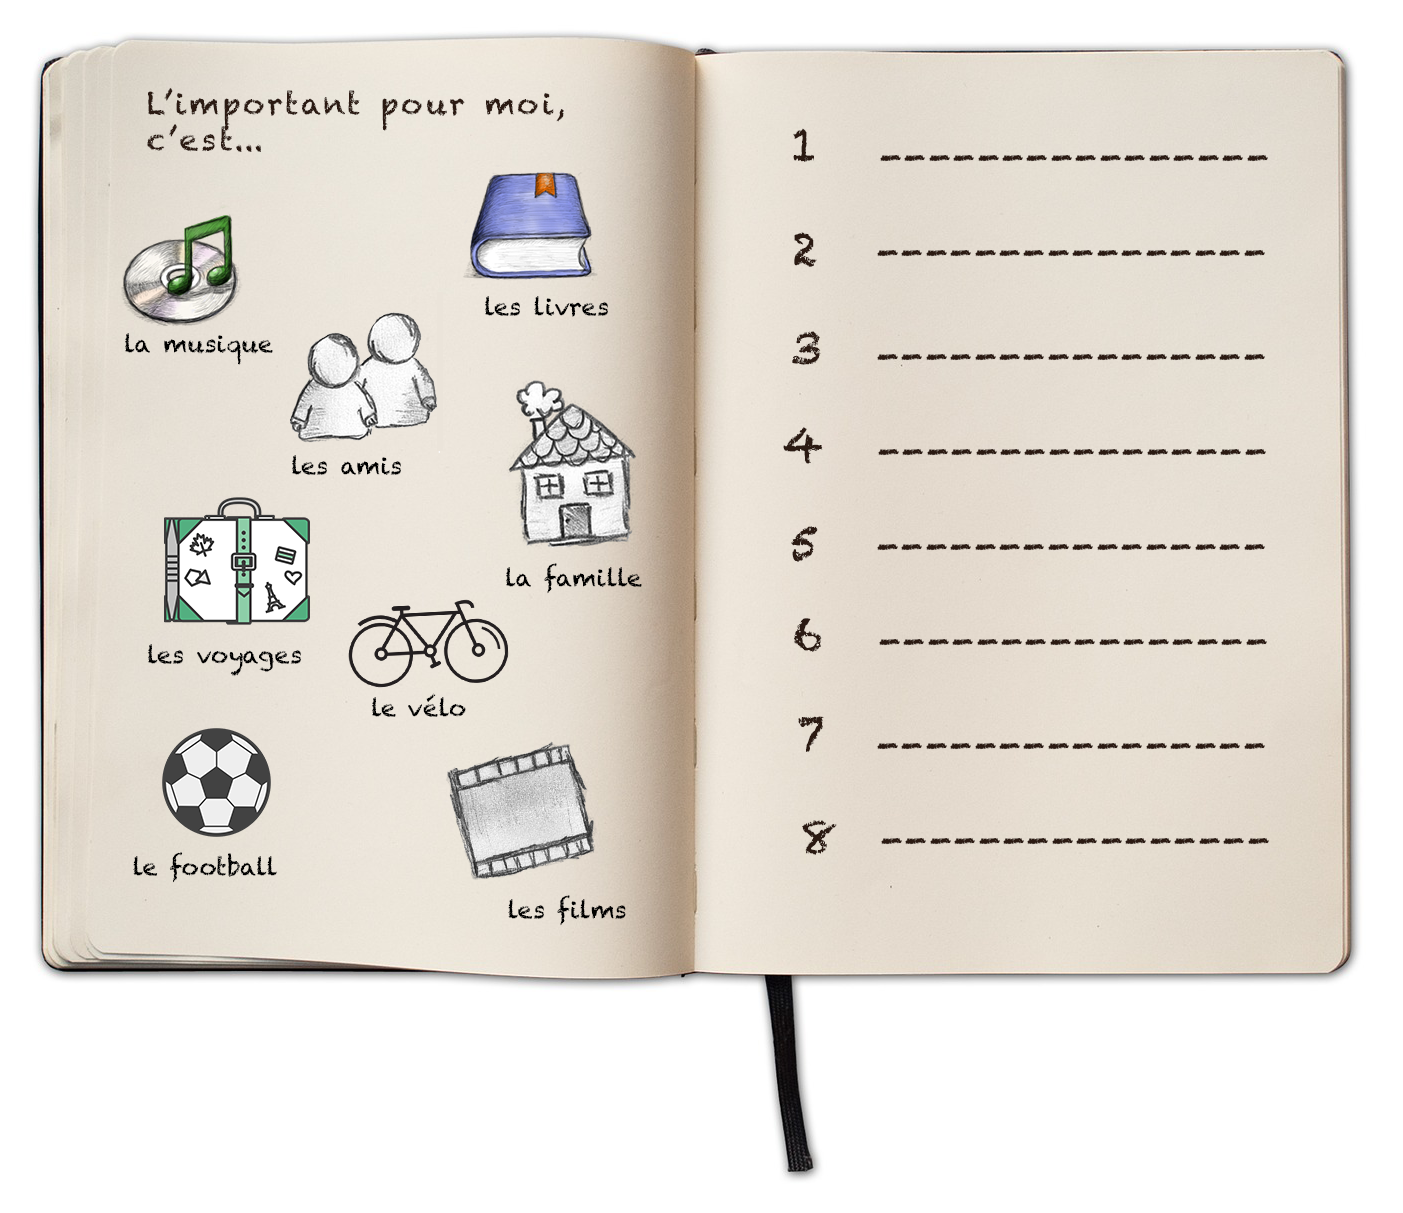 L'important pour moi,
c'est...
les livres
la musique
les amis
la famille
les voyages
le vélo
le football
les films
1
2
3
4
5
6
7
8